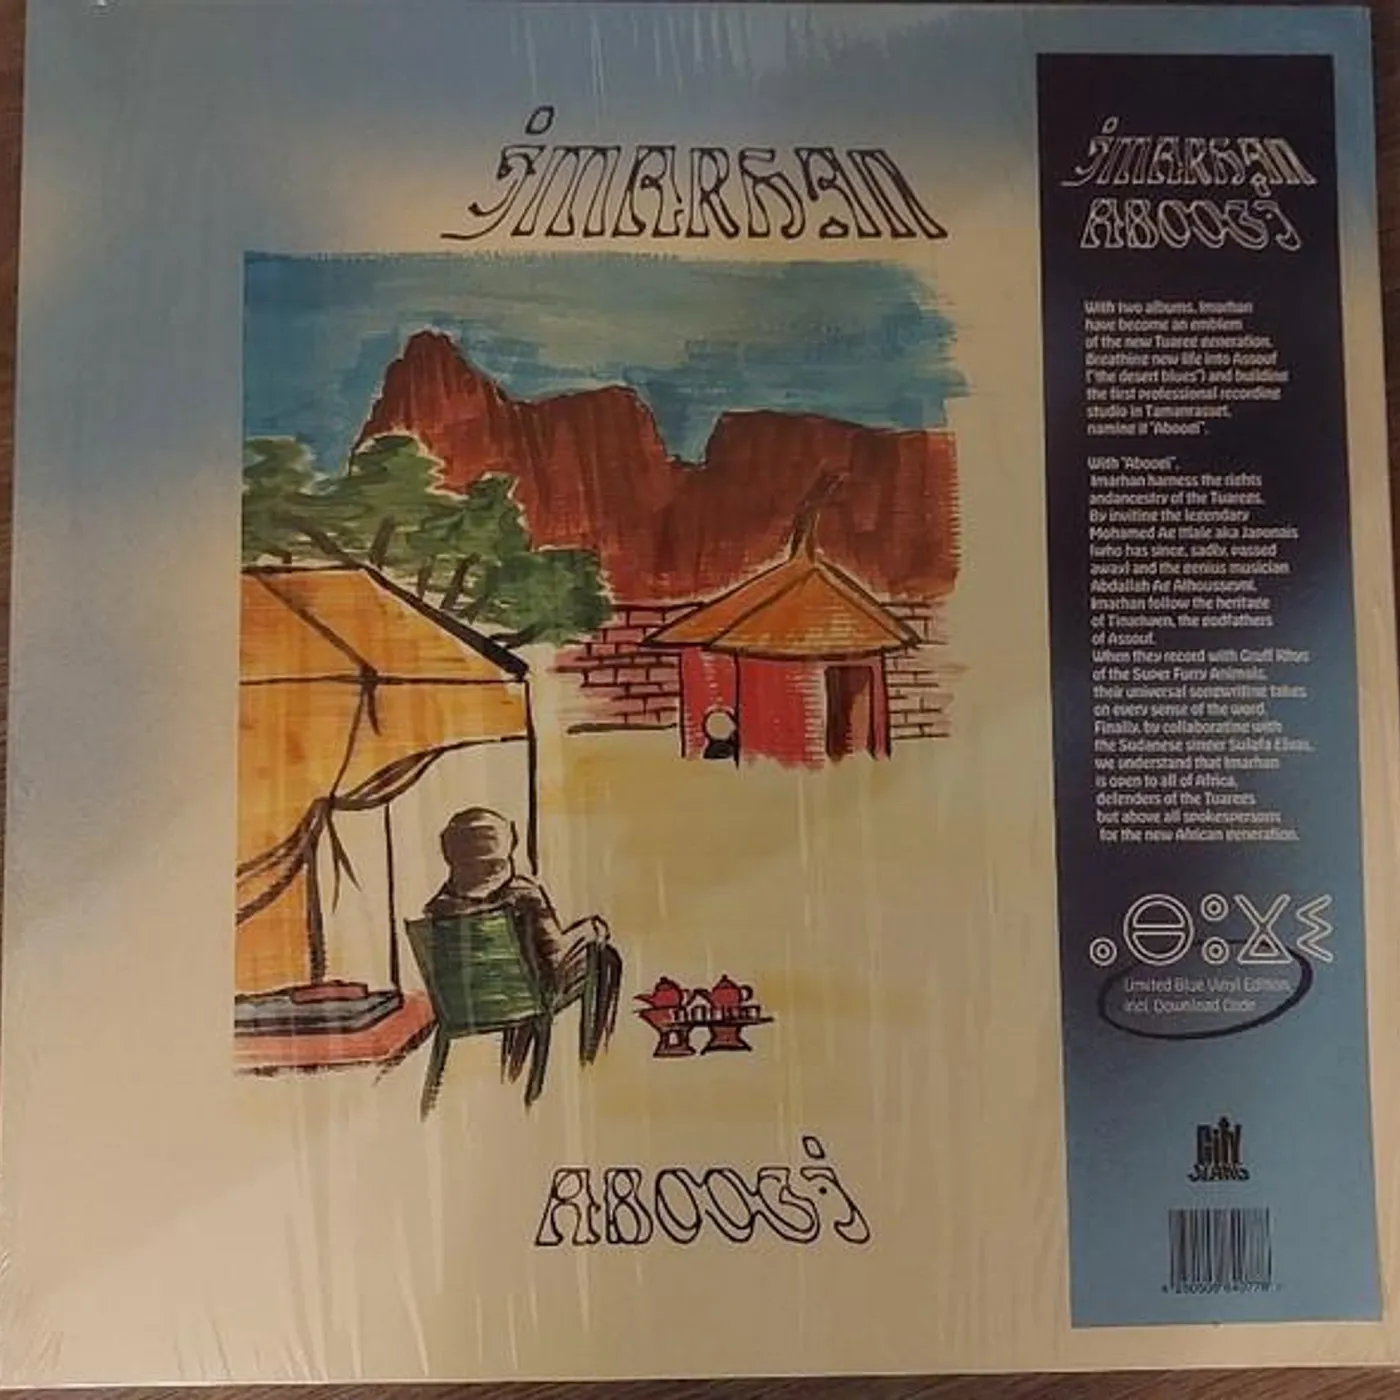 IMARHAN
ABOOGI
IMARHAN
ABOOGI
With two albums, Imarhan
have become an emblem
of the new Tuareg generation.
Breathing new life into Assouf
("the desert blues") and building
the first professional recording
studio in Tamanrasset,
naming it "Aboogi".
With "Aboogi",
Imarhan harness the rights
andancestry of the Tuaregs.
By inviting the legendary
Mohamed Ag Itlale aka Japonais
(who has since, sadly, passed
away) and the genius musician
Abdallah Ag Alhousseyni,
Imarhan follow the heritage
of Tinariwen, the godfathers
of Assouf.
When they record with Gruff Rhys
of the Super Furry Animals,
their universal songwriting takes
on every sense of the word.
Finally, by collaborating with
the Sudanese singer Sulafa Elyas,
we understand that Imarhan
is open to all of Africa,
defenders of the Tuaregs
but above all spokespersons
for the new African generation.
ⵙⴱⵓⴳⵢ
Limited Blue Vinyl Edition,
incl. Download Code
City
SLANG